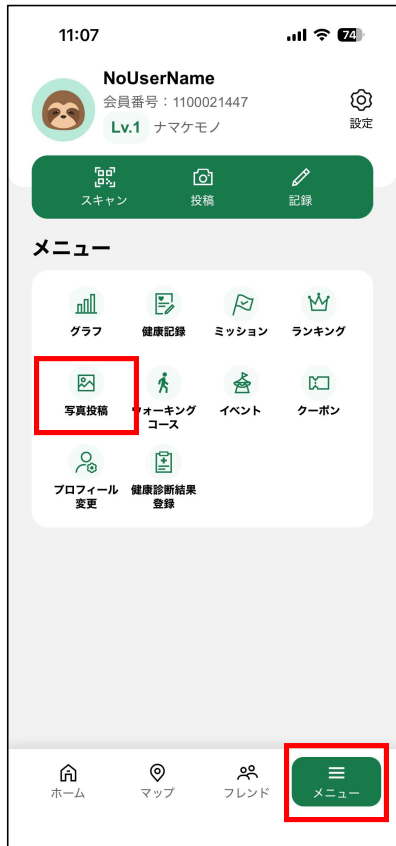 11:07
74
NoUserName
会員番号：1100021447
Lv.1 ナマケモノ
設定
スキャン 投稿 記録
メニュー
グラフ 健康記録 ミッション ランキング
写真投稿 ウォーキング イベント クーポン
コース
プロフィール 健康診断結果
変更 登録
ホーム マップ フレンド メニュー